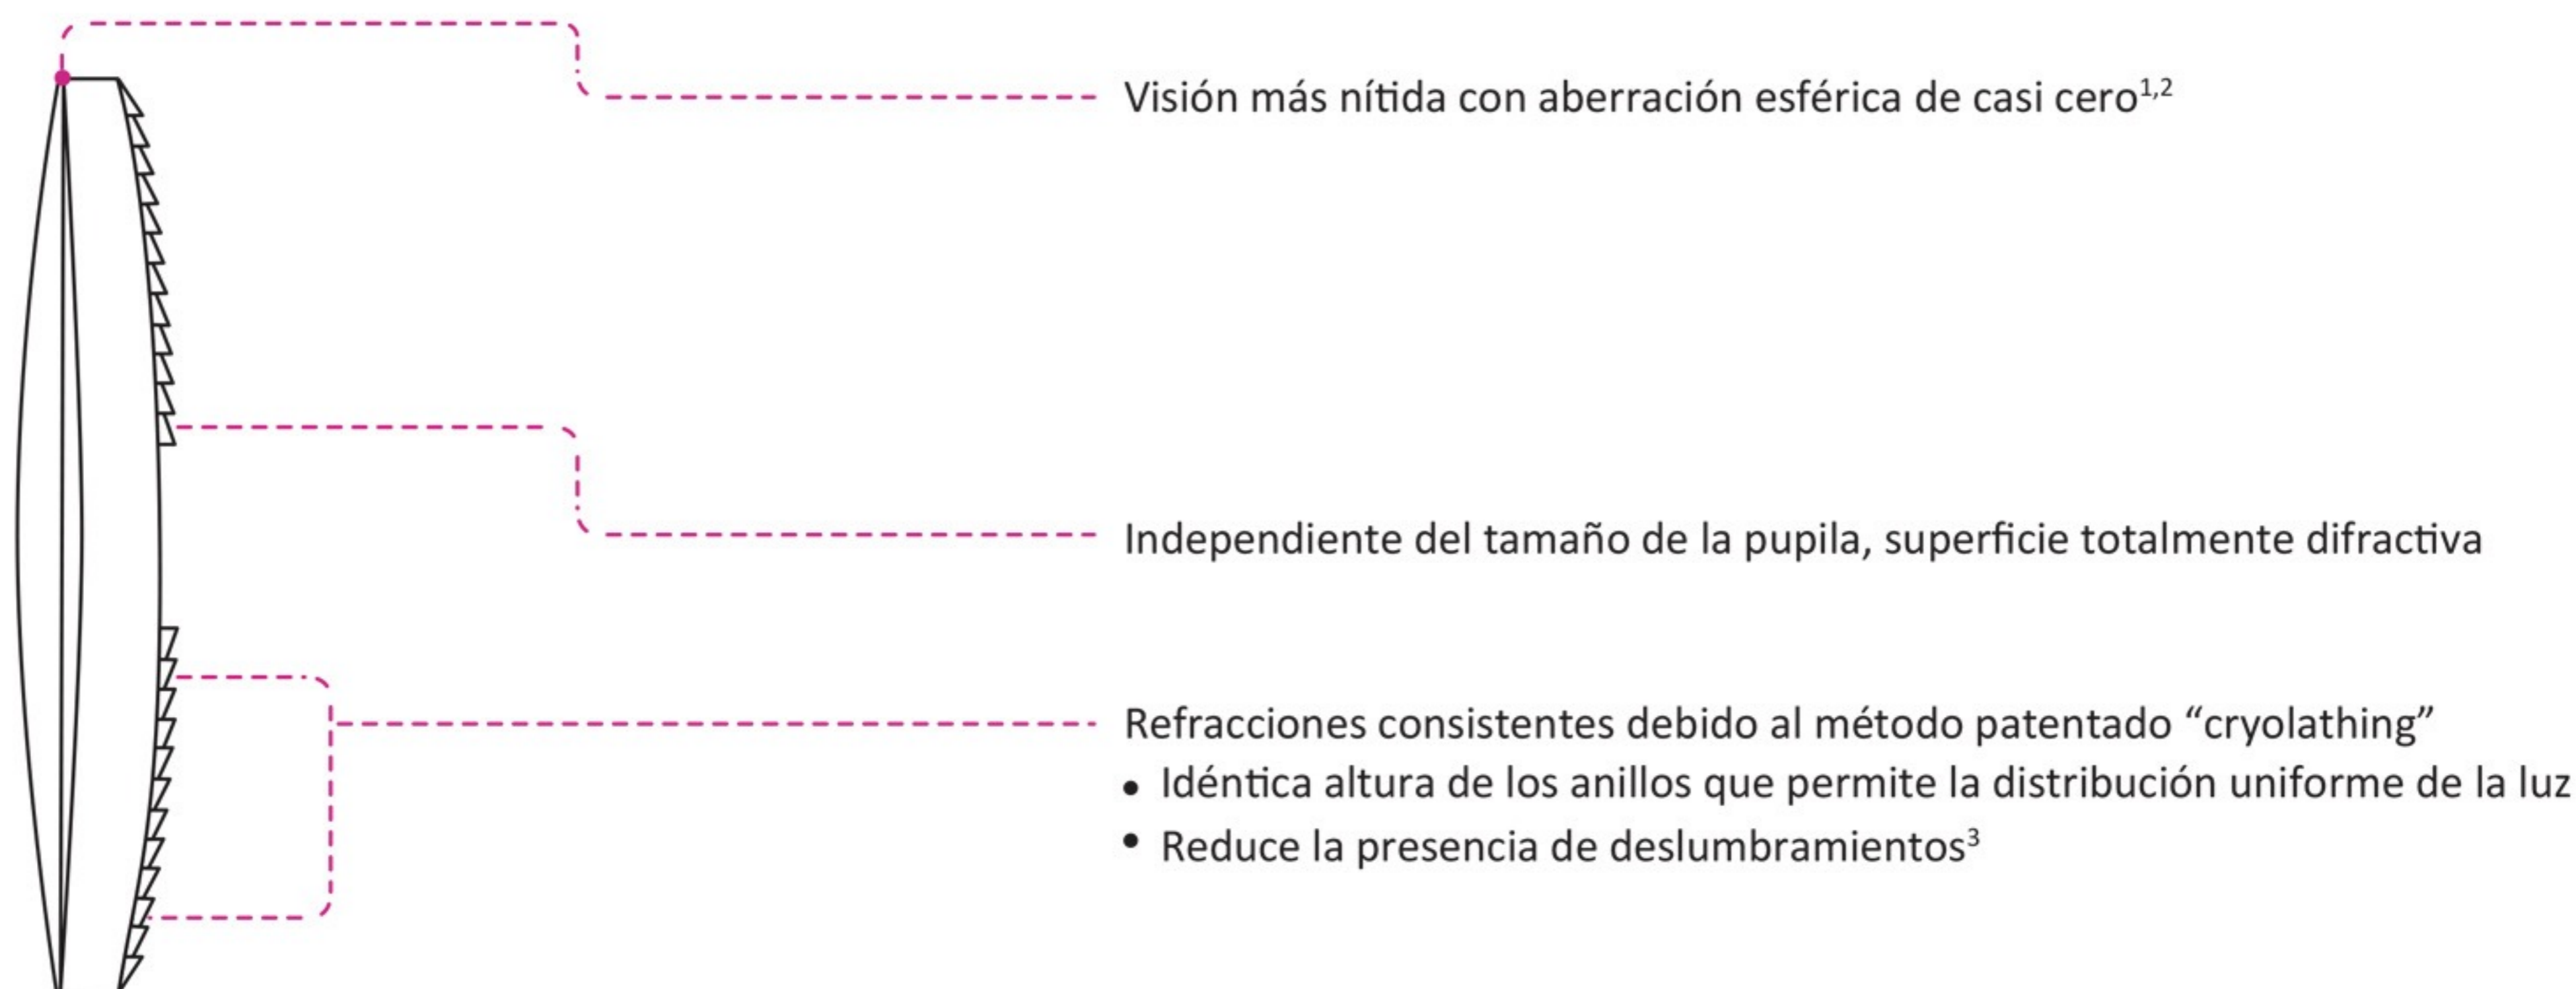 Visión más nítida con aberración esférica de casi cero¹,²
Independiente del tamaño de la pupila, superficie totalmente difractiva
Refracciones consistentes debido al método patentado “cryolathing”
• Idéntica altura de los anillos que permite la distribución uniforme de la luz
• Reduce la presencia de deslumbramientos³